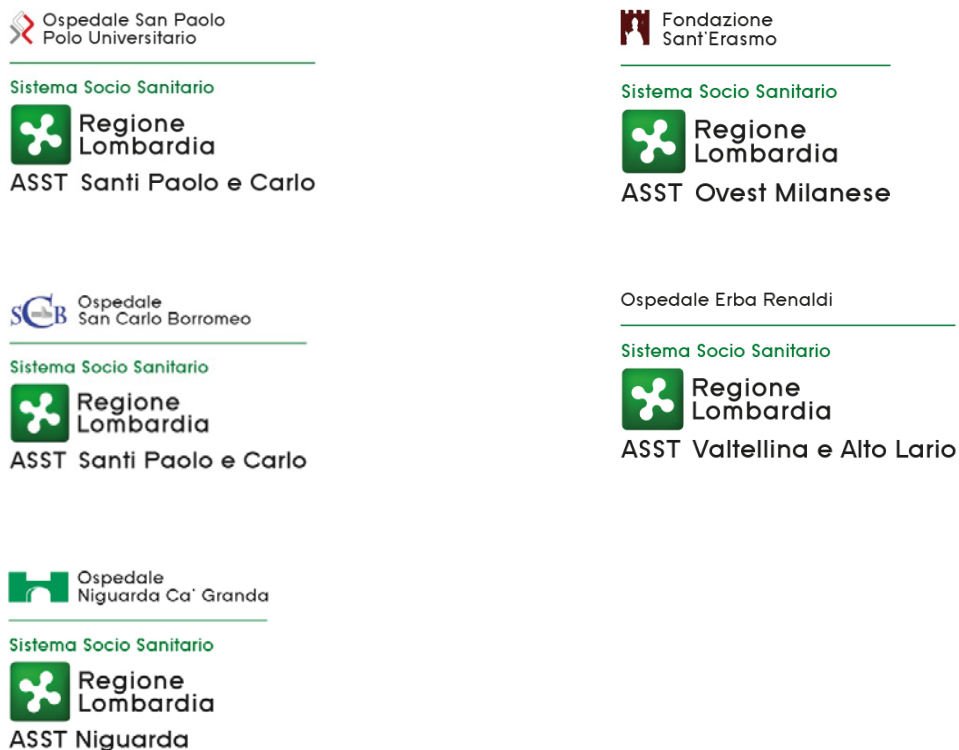 Ospedale San Paolo
Polo Universitario
Sistema Socio Sanitario
Regione
Lombardia
ASST Santi Paolo e Carlo
Fondazione
Sant'Erasmo
Sistema Socio Sanitario
Regione
Lombardia
ASST Ovest Milanese
SCB
Ospedale
San Carlo Borromeo
Sistema Socio Sanitario
Regione
Lombardia
ASST Santi Paolo e Carlo
Ospedale Erba Renaldi
Sistema Socio Sanitario
Regione
Lombardia
ASST Valtellina e Alto Lario
Ospedale
Niguarda Ca' Granda
Sistema Socio Sanitario
Regione
Lombardia
ASST Niguarda